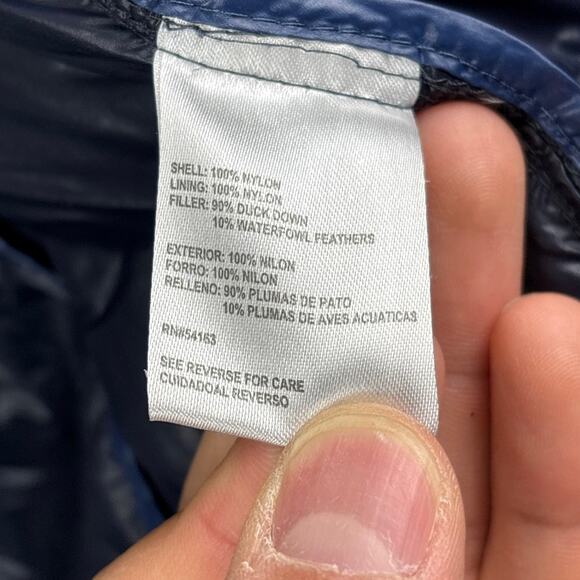 SHELL: 100% NYLON
LINING: 100% NYLON
FILLER: 90% DUCK DOWN
10% WATERFOWL FEATHERS
EXTERIOR: 100% NILON
FORRO: 100% NILON
RELLENO: 90% PLUMAS DE PATO
10% PLUMAS DE AVES ACUATICAS
RN#54163
SEE REVERSE FOR CARE
CUIDADOAL REVERSO